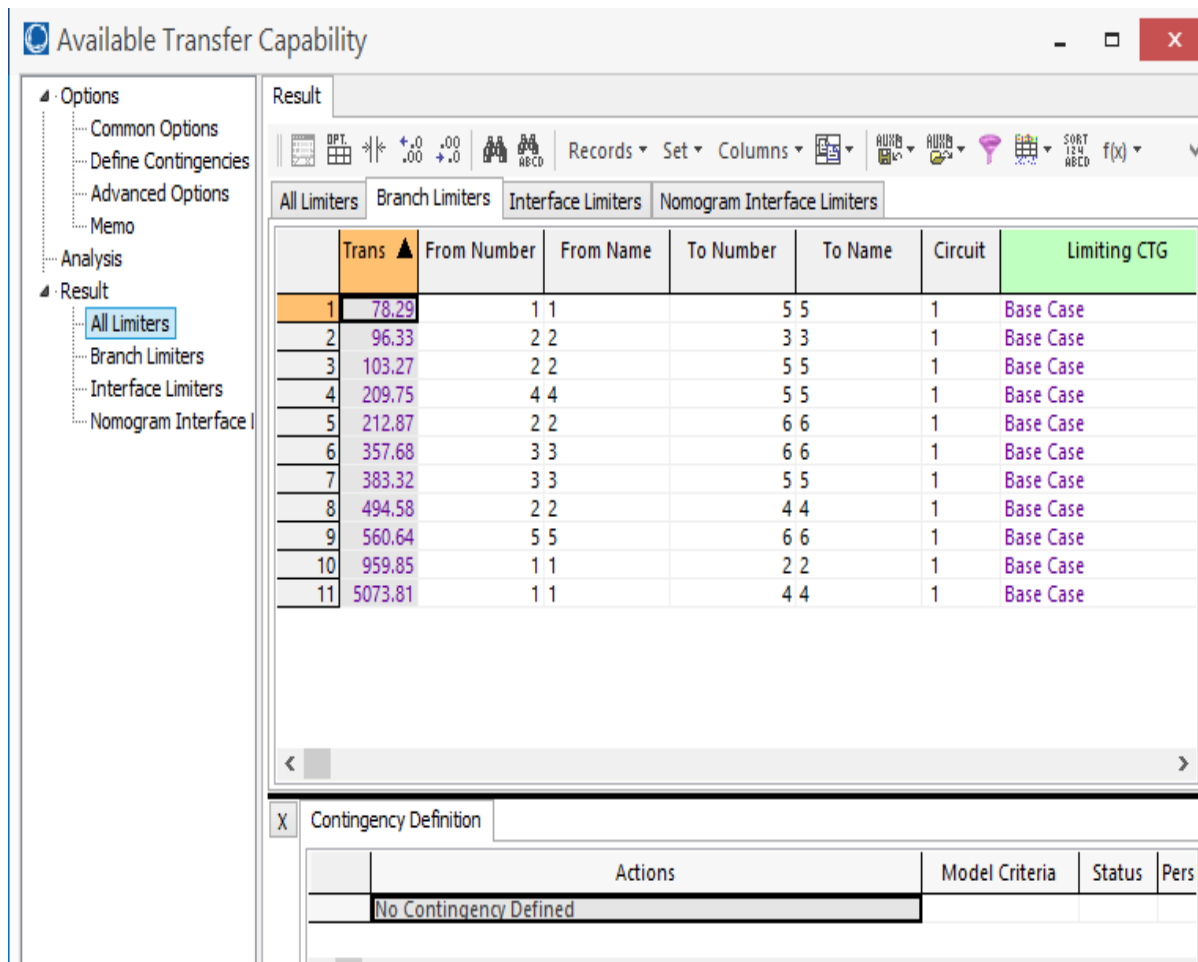 Available Transfer Capability
Options
Common Options
Define Contingencies
Advanced Options
Memo
Analysis
Result
All Limiters
Branch Limiters
Interface Limiters
Nomogram Interface l
Result
Records Set Columns f(x)
All Limiters Branch Limiters Interface Limiters Nomogram Interface Limiters
Trans From Number From Name To Number To Name Circuit Limiting CTG
1 78.29 1 1 5 5 1 Base Case
2 96.33 2 2 3 3 1 Base Case
3 103.27 2 2 5 5 1 Base Case
4 209.75 4 4 5 5 1 Base Case
5 212.87 2 2 6 6 1 Base Case
6 357.68 3 3 6 6 1 Base Case
7 383.32 3 3 5 5 1 Base Case
8 494.58 2 2 4 4 1 Base Case
9 560.64 5 5 6 6 1 Base Case
10 959.85 1 1 2 2 1 Base Case
11 5073.81 1 1 4 4 1 Base Case
X Contingency Definition
Actions Model Criteria Status Pers
No Contingency Defined